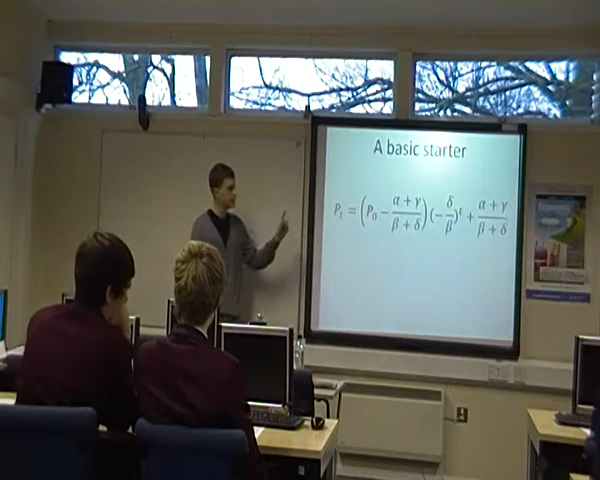 A basic starter
P_t = (P_0 − (α + γ)/(β + δ)) (−δ/β)^t + (α + γ)/(β + δ)